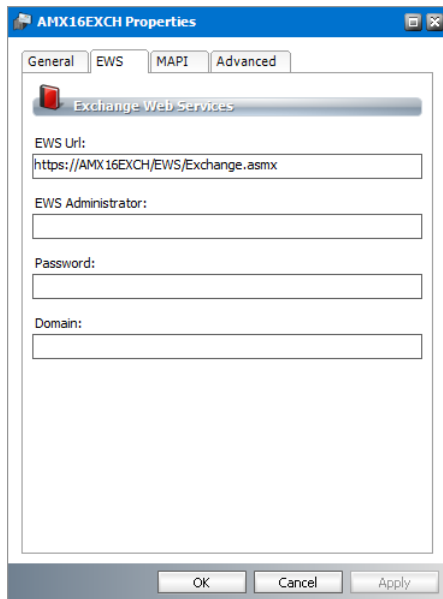 AMX16EXCH Properties
General EWS MAPI Advanced
Exchange Web Services
EWS Url:
https://AMX16EXCH/EWS/Exchange.asmx
EWS Administrator:
Password:
Domain:
OK Cancel Apply